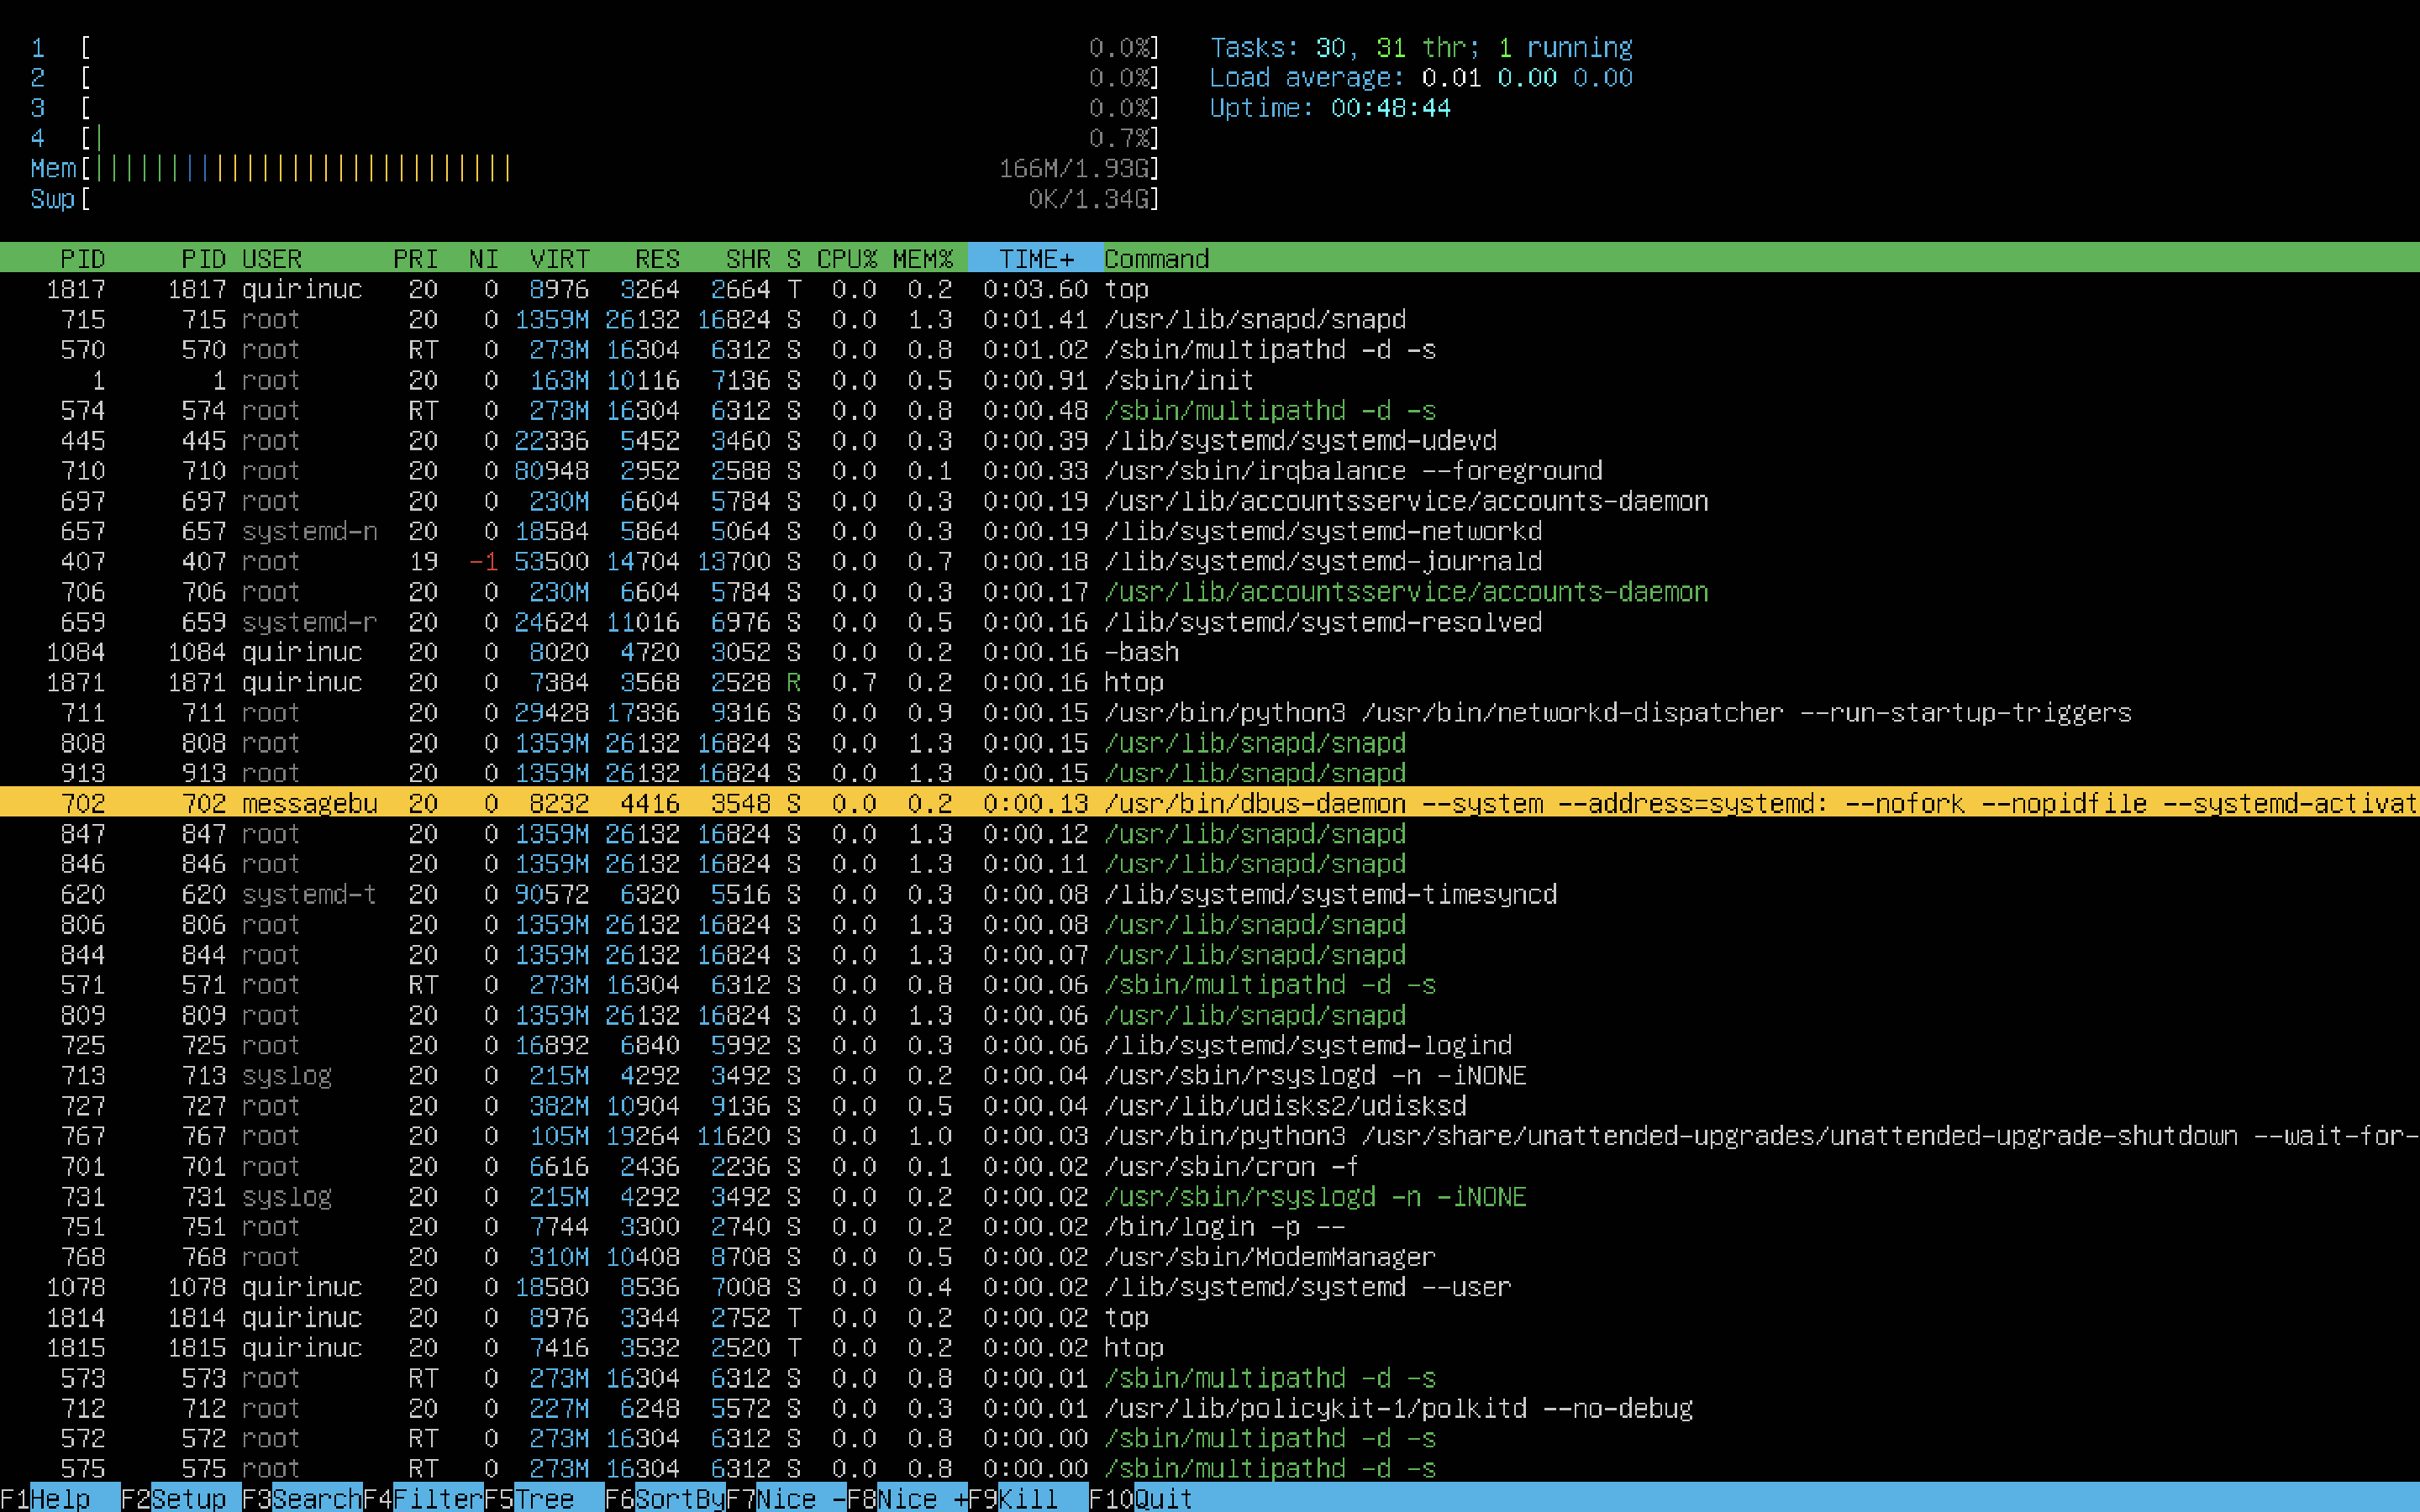 1 [ 0.0%] Tasks: 30, 31 thr; 1 running
2 [ 0.0%] Load average: 0.01 0.00 0.00
3 [ 0.0%] Uptime: 00:48:44
4 [| 0.7%]
Mem[|||||||||||||||||||||||||||| 166M/1.93G]
Swp[ 0K/1.34G]
PID PID USER PRI NI VIRT RES SHR S CPU% MEM% TIME+ Command
1817 1817 quirinuc 20 0 8976 3264 2664 T 0.0 0.2 0:03.60 top
715 715 root 20 0 1359M 26132 16824 S 0.0 1.3 0:01.41 /usr/lib/snapd/snapd
570 570 root RT 0 273M 16304 6312 S 0.0 0.8 0:01.02 /sbin/multipathd -d -s
1 1 root 20 0 163M 10116 7136 S 0.0 0.5 0:00.91 /sbin/init
574 574 root RT 0 273M 16304 6312 S 0.0 0.8 0:00.48 /sbin/multipathd -d -s
445 445 root 20 0 22336 5452 3460 S 0.0 0.3 0:00.39 /lib/systemd/systemd-udevd
710 710 root 20 0 80948 2952 2588 S 0.0 0.1 0:00.33 /usr/sbin/irqbalance --foreground
697 697 root 20 0 230M 6604 5784 S 0.0 0.3 0:00.19 /usr/lib/accountsservice/accounts-daemon
657 657 systemd-n 20 0 18584 5864 5064 S 0.0 0.3 0:00.19 /lib/systemd/systemd-networkd
407 407 root 19 -1 53500 14704 13700 S 0.0 0.7 0:00.18 /lib/systemd/systemd-journald
706 706 root 20 0 230M 6604 5784 S 0.0 0.3 0:00.17 /usr/lib/accountsservice/accounts-daemon
659 659 systemd-r 20 0 24624 11016 6976 S 0.0 0.5 0:00.16 /lib/systemd/systemd-resolved
1084 1084 quirinuc 20 0 8020 4720 3052 S 0.0 0.2 0:00.16 -bash
1871 1871 quirinuc 20 0 7384 3568 2528 R 0.7 0.2 0:00.16 htop
711 711 root 20 0 29428 17336 9316 S 0.0 0.9 0:00.15 /usr/bin/python3 /usr/bin/networkd-dispatcher --run-startup-triggers
808 808 root 20 0 1359M 26132 16824 S 0.0 1.3 0:00.15 /usr/lib/snapd/snapd
913 913 root 20 0 1359M 26132 16824 S 0.0 1.3 0:00.15 /usr/lib/snapd/snapd
702 702 messagebu 20 0 8232 4416 3548 S 0.0 0.2 0:00.13 /usr/bin/dbus-daemon --system --address=systemd: --nofork --nopidfile --systemd-activat
847 847 root 20 0 1359M 26132 16824 S 0.0 1.3 0:00.12 /usr/lib/snapd/snapd
846 846 root 20 0 1359M 26132 16824 S 0.0 1.3 0:00.11 /usr/lib/snapd/snapd
620 620 systemd-t 20 0 90572 6320 5516 S 0.0 0.3 0:00.08 /lib/systemd/systemd-timesyncd
806 806 root 20 0 1359M 26132 16824 S 0.0 1.3 0:00.08 /usr/lib/snapd/snapd
844 844 root 20 0 1359M 26132 16824 S 0.0 1.3 0:00.07 /usr/lib/snapd/snapd
571 571 root RT 0 273M 16304 6312 S 0.0 0.8 0:00.06 /sbin/multipathd -d -s
809 809 root 20 0 1359M 26132 16824 S 0.0 1.3 0:00.06 /usr/lib/snapd/snapd
725 725 root 20 0 16892 6840 5992 S 0.0 0.3 0:00.06 /lib/systemd/systemd-logind
713 713 syslog 20 0 215M 4292 3492 S 0.0 0.2 0:00.04 /usr/sbin/rsyslogd -n -iNONE
727 727 root 20 0 382M 10904 9136 S 0.0 0.5 0:00.04 /usr/lib/udisks2/udisksd
767 767 root 20 0 105M 19264 11620 S 0.0 1.0 0:00.03 /usr/bin/python3 /usr/share/unattended-upgrades/unattended-upgrade-shutdown --wait-for-
701 701 root 20 0 6616 2436 2236 S 0.0 0.1 0:00.02 /usr/sbin/cron -f
731 731 syslog 20 0 215M 4292 3492 S 0.0 0.2 0:00.02 /usr/sbin/rsyslogd -n -iNONE
751 751 root 20 0 7744 3300 2740 S 0.0 0.2 0:00.02 /bin/login -p --
768 768 root 20 0 310M 10408 8708 S 0.0 0.5 0:00.02 /usr/sbin/ModemManager
1078 1078 quirinuc 20 0 18580 8536 7008 S 0.0 0.4 0:00.02 /lib/systemd/systemd --user
1814 1814 quirinuc 20 0 8976 3344 2752 T 0.0 0.2 0:00.02 top
1815 1815 quirinuc 20 0 7416 3532 2520 T 0.0 0.2 0:00.02 htop
573 573 root RT 0 273M 16304 6312 S 0.0 0.8 0:00.01 /sbin/multipathd -d -s
712 712 root 20 0 227M 6248 5572 S 0.0 0.3 0:00.01 /usr/lib/policykit-1/polkitd --no-debug
572 572 root RT 0 273M 16304 6312 S 0.0 0.8 0:00.00 /sbin/multipathd -d -s
575 575 root RT 0 273M 16304 6312 S 0.0 0.8 0:00.00 /sbin/multipathd -d -s
F1Help F2Setup F3SearchF4FilterF5Tree F6SortByF7Nice -F8Nice +F9Kill F10Quit